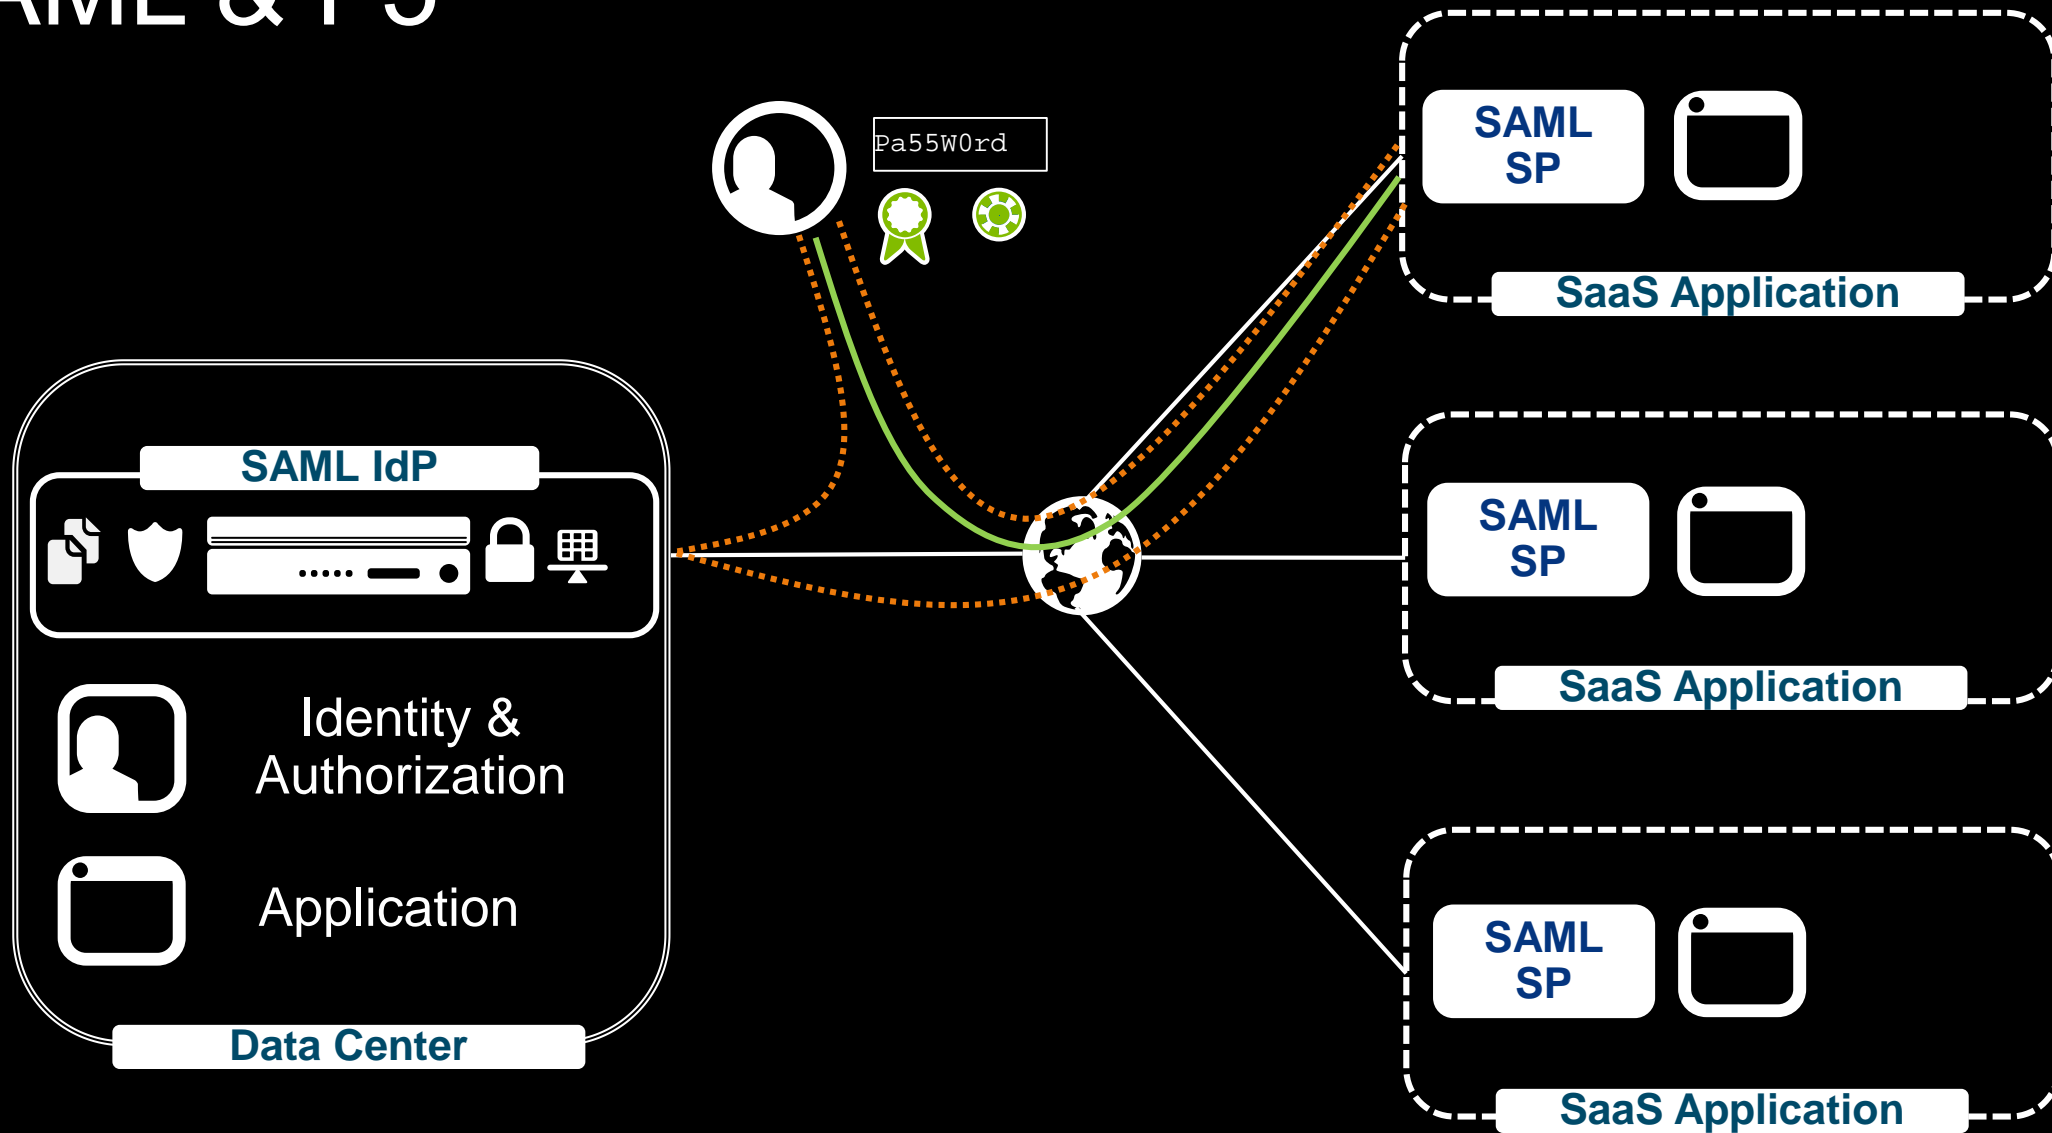 & F5
Pa55W0rd
SAML
SP
SaaS Application
SAML IdP
SAML
SP
SaaS Application
Identity &
Authorization
Application
SAML
SP
Data Center
SaaS Application